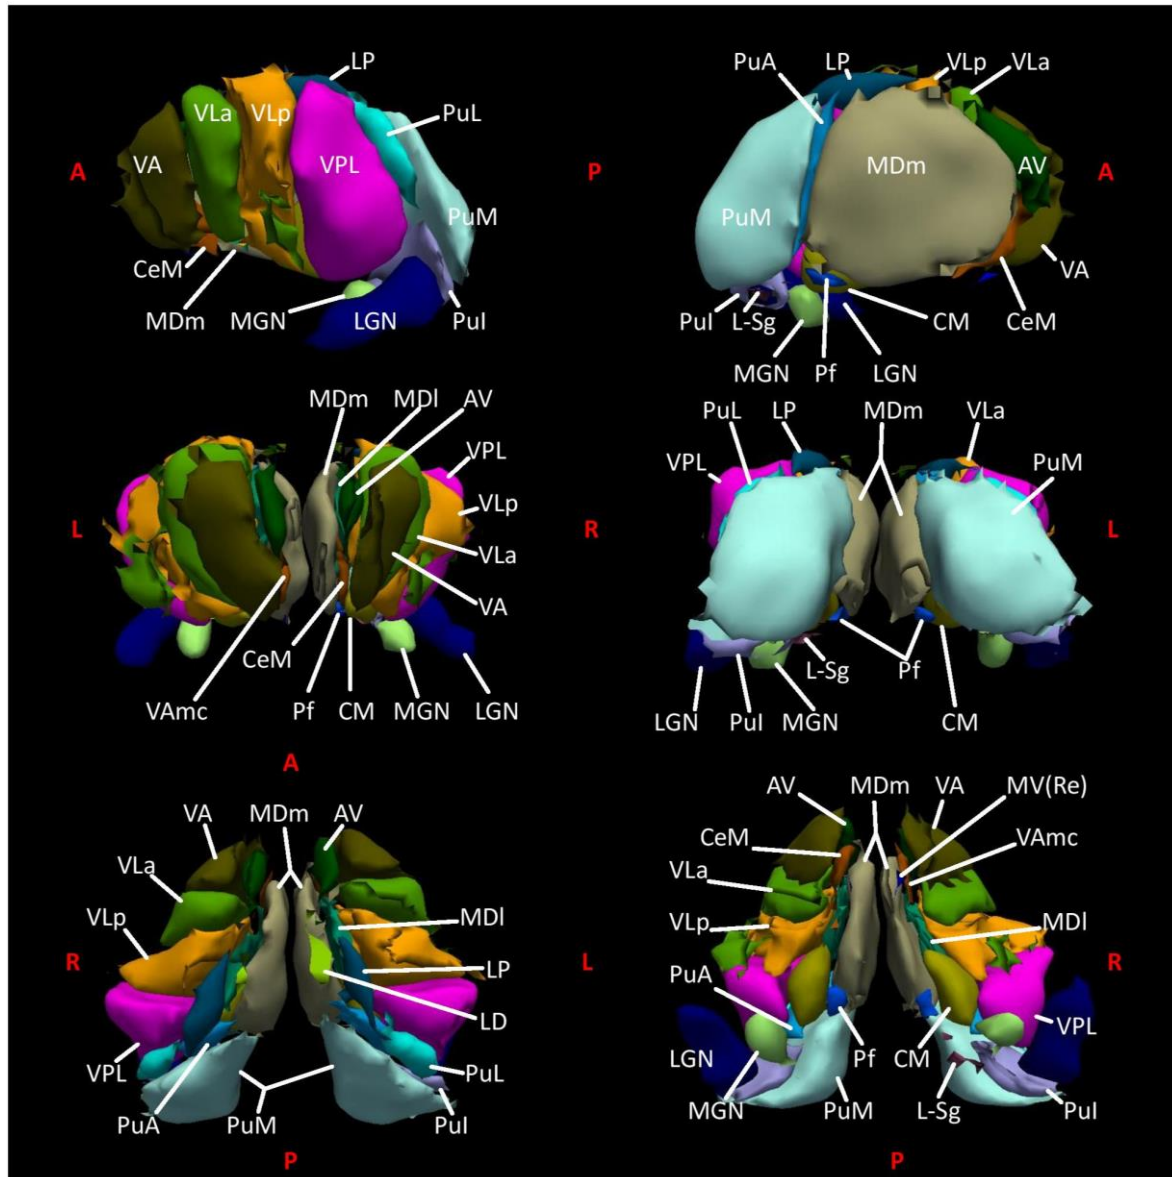 LP
VLa
VLp
PuL
A
VA
VPL
PuM
CeM
MDm
MGN
LGN
PuI
PuA
LP
VLp
VLa
P
MDm
AV
A
PuM
VA
PuI
L-Sg
CM
CeM
MGN
Pf
LGN
MDm
MDl
AV
VPL
L
VLp
R
VLa
VA
CeM
VAmc
Pf
CM
MGN
LGN
PuL
LP
MDm
VLa
VPL
PuM
R
L
L-Sg
Pf
LGN
PuI
MGN
CM
A
VA
MDm
AV
VLa
VLp
MDl
R
LP
L
LD
VPL
PuL
PuA
PuM
PuI
P
AV
MDm
VA
MV(Re)
CeM
VAmc
VLa
VLp
MDl
L
R
PuA
VPL
LGN
Pf
CM
MGN
PuM
L-Sg
PuI
P